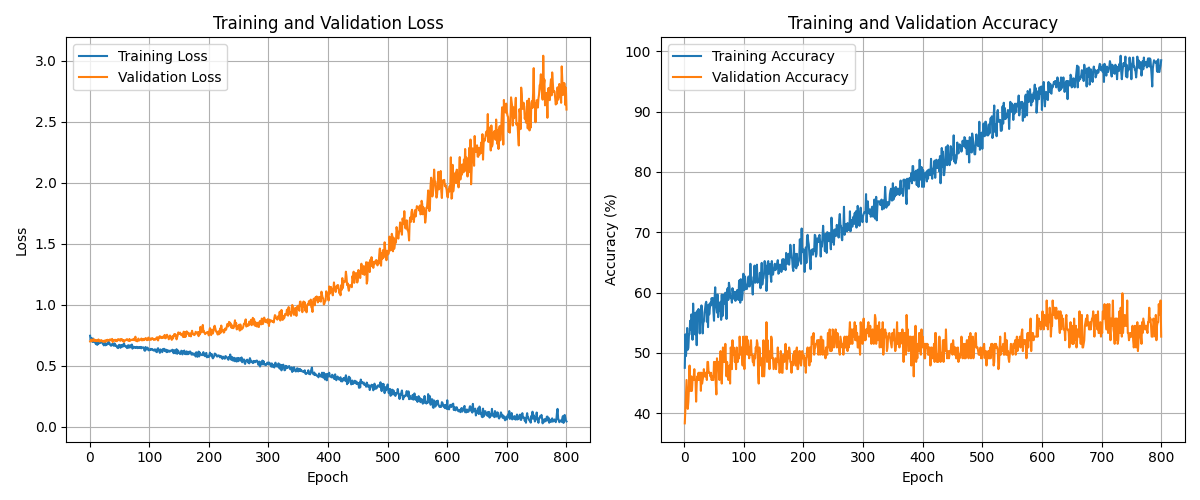 Training and Validation Loss
Training Loss
Validation Loss
3.0
2.5
2.0
1.5
1.0
0.5
0.0
Loss
0 100 200 300 400 500 600 700 800
Epoch
Training and Validation Accuracy
Training Accuracy
Validation Accuracy
100
90
80
70
60
50
40
Accuracy (%)
0 100 200 300 400 500 600 700 800
Epoch